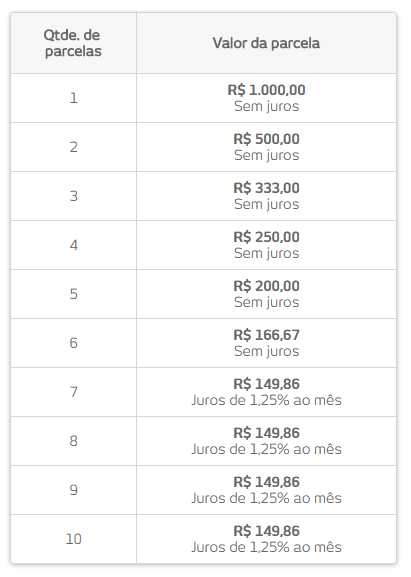 Qtde. de
parcelas
Valor da parcela
1
R$ 1.000,00
Sem juros
2
R$ 500,00
Sem juros
3
R$ 333,00
Sem juros
4
R$ 250,00
Sem juros
5
R$ 200,00
Sem juros
6
R$ 166,67
Sem juros
7
R$ 149,86
Juros de 1,25% ao mês
8
R$ 149,86
Juros de 1,25% ao mês
9
R$ 149,86
Juros de 1,25% ao mês
10
R$ 149,86
Juros de 1,25% ao mês